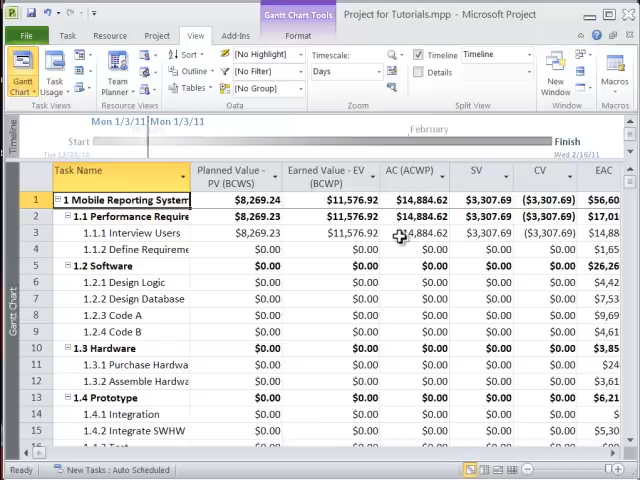 Gantt Chart Tools
Project for Tutorials.mpp - Microsoft Project
File Task Resource Project View Add-Ins Format
Gantt Chart
Task Usage
Task Views
Team Planner
Resource Views
Sort
Outline
Tables
[No Highlight]
[No Filter]
[No Group]
Data
Timescale:
Days
Zoom
Timeline Timeline
Details
Split View
New Window
Window
Macros
Macros
Timeline
Mon 1/3/11 Mon 1/3/11
February
Start
Finish
Tue 12/28/10
Wed 2/16/11
Gantt Chart
Task Name Planned Value - PV (BCWS) Earned Value - EV (BCWP) AC (ACWP) SV CV EAC
1 1 Mobile Reporting System $8,269.24 $11,576.92 $14,884.62 $3,307.69 ($3,307.69) $56,60
2 1.1 Performance Require $8,269.23 $11,576.92 $14,884.62 $3,307.69 ($3,307.69) $17,01
3 1.1.1 Interview Users $8,269.23 $11,576.92 $14,884.62 $3,307.69 ($3,307.69) $14,88
4 1.1.2 Define Requireme $0.00 $0.00 $0.00 $0.00 $0.00 $1,65
5 1.2 Software $0.00 $0.00 $0.00 $0.00 $0.00 $26,26
6 1.2.1 Design Logic $0.00 $0.00 $0.00 $0.00 $0.00 $4,42
7 1.2.2 Design Database $0.00 $0.00 $0.00 $0.00 $0.00 $7,53
8 1.2.3 Code A $0.00 $0.00 $0.00 $0.00 $0.00 $9,69
9 1.2.4 Code B $0.00 $0.00 $0.00 $0.00 $0.00 $4,61
10 1.3 Hardware $0.00 $0.00 $0.00 $0.00 $0.00 $3,85
11 1.3.1 Purchase Hardwa $0.00 $0.00 $0.00 $0.00 $0.00 $24
12 1.3.2 Assemble Hardwa $0.00 $0.00 $0.00 $0.00 $0.00 $3,61
13 1.4 Prototype $0.00 $0.00 $0.00 $0.00 $0.00 $6,21
14 1.4.1 Integration $0.00 $0.00 $0.00 $0.00 $0.00 $
15 1.4.2 Integrate SWHW $0.00 $0.00 $0.00 $0.00 $0.00 $5,30
Ready New Tasks : Auto Scheduled